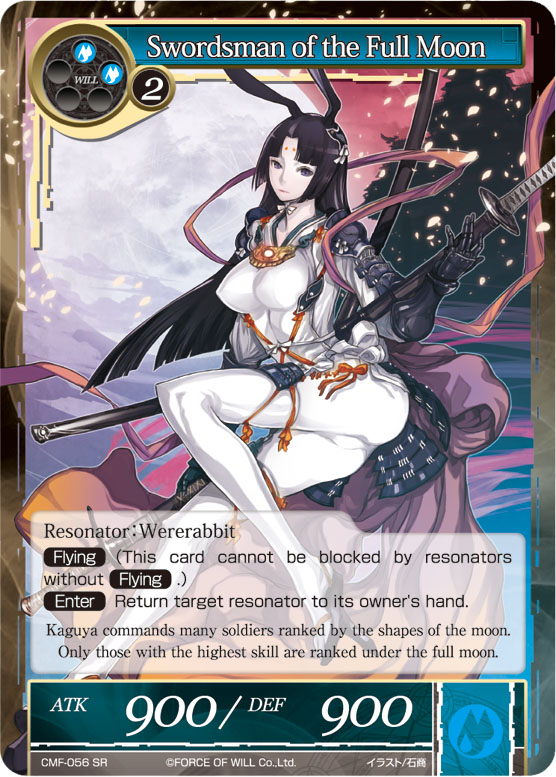 Swordsman of the Full Moon
WILL
2
Resonator:Wererabbit
Flying (This card cannot be blocked by resonators
without Flying .)
Enter Return target resonator to its owner's hand.
Kaguya commands many soldiers ranked by the shapes of the moon.
Only those with the highest skill are ranked under the full moon.
ATK 900/ DEF 900
CMF-056 SR ©FORCE OF WILL Co.,Ltd. イラスト/石商